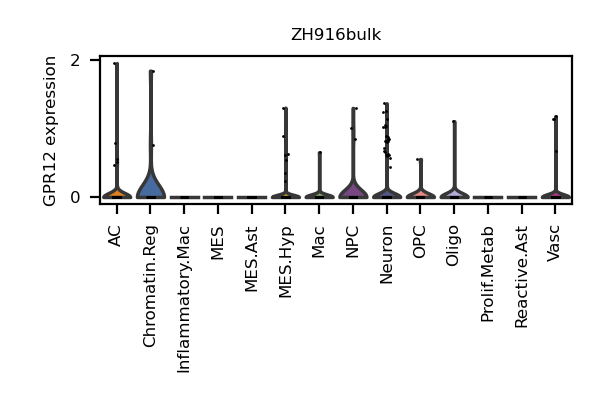 ZH916bulk
GPR12 expression
2
0
AC
Chromatin.Reg
Inflammatory.Mac
MES
MES.Ast
MES.Hyp
Mac
NPC
Neuron
OPC
Oligo
Prolif.Metab
Reactive.Ast
Vasc